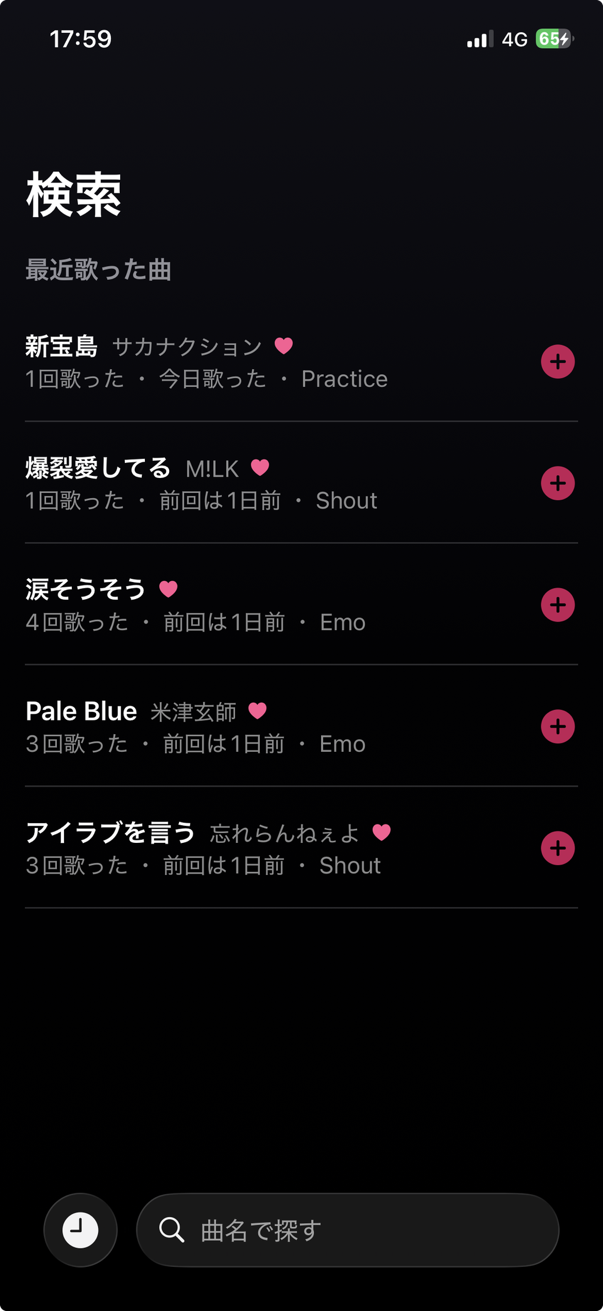 17:59 4G 65
検索
最近歌った曲
新宝島 サカナクション
1回歌った ・ 今日歌った ・ Practice
爆裂愛してる M!LK
1回歌った ・ 前回は1日前 ・ Shout
涙そうそう
4回歌った ・ 前回は1日前 ・ Emo
Pale Blue 米津玄師
3回歌った ・ 前回は1日前 ・ Emo
アイラブを言う 忘れらんねぇよ
3回歌った ・ 前回は1日前 ・ Shout
曲名で探す